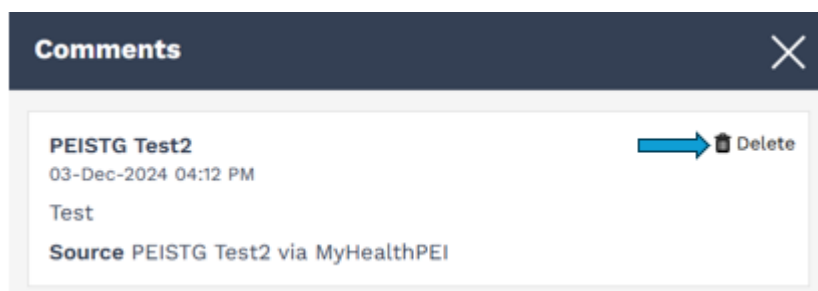 Comments
PEISTG Test2
Delete
03-Dec-2024 04:12 PM
Test
Source PEISTG Test2 via MyHealthPEI